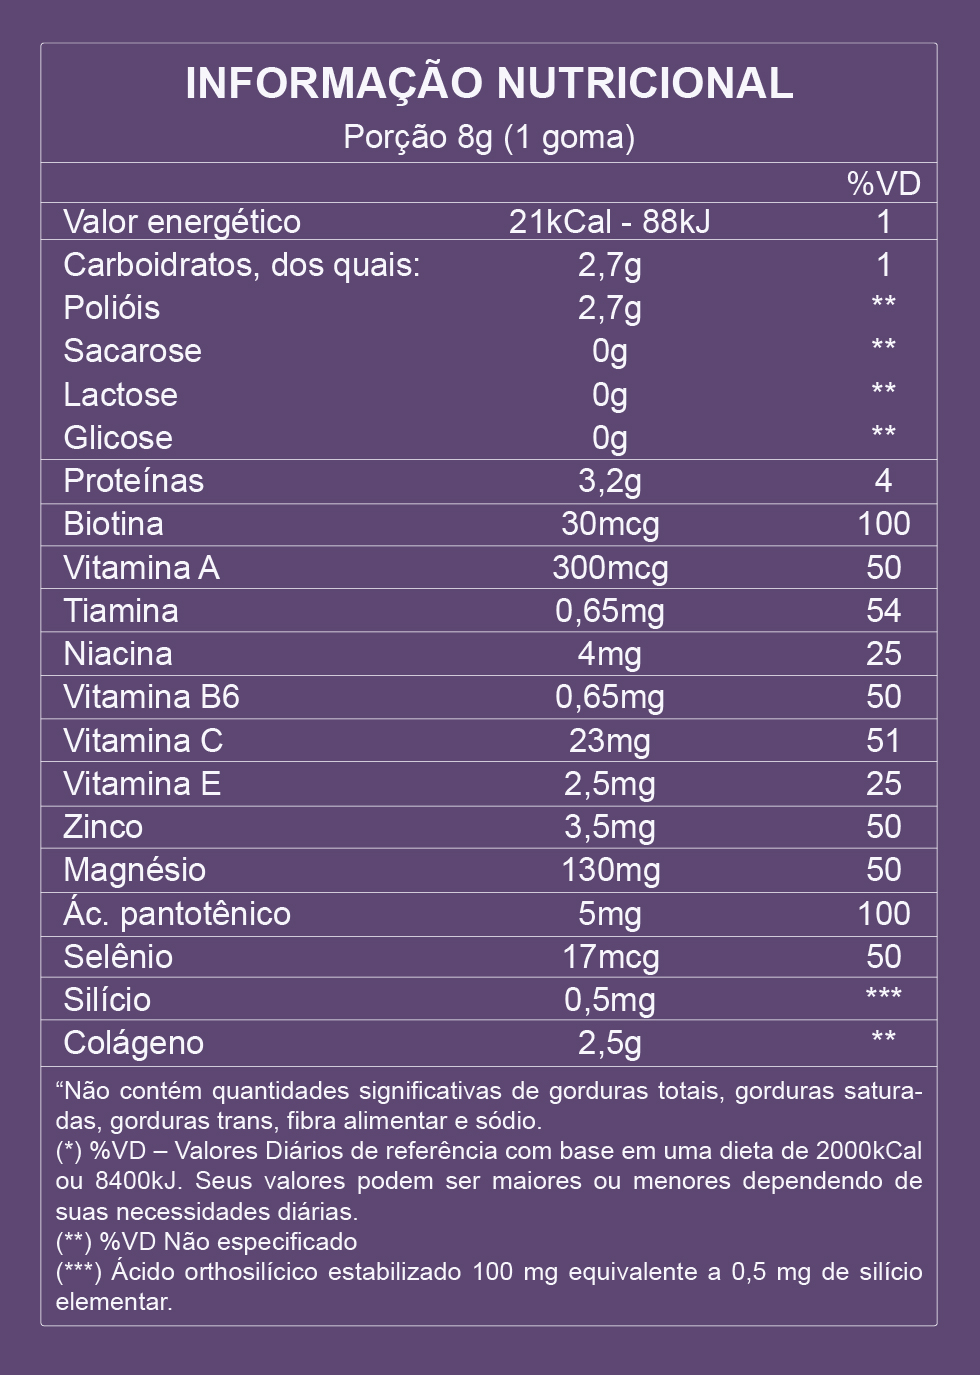 INFORMAÇÃO NUTRICIONAL
Porção 8g (1 goma)
%VD
Valor energético 21kCal - 88kJ 1
Carboidratos, dos quais: 2,7g 1
Polióis 2,7g **
Sacarose 0g **
Lactose 0g **
Glicose 0g **
Proteínas 3,2g 4
Biotina 30mcg 100
Vitamina A 300mcg 50
Tiamina 0,65mg 54
Niacina 4mg 25
Vitamina B6 0,65mg 50
Vitamina C 23mg 51
Vitamina E 2,5mg 25
Zinco 3,5mg 50
Magnésio 130mg 50
Ác. pantotênico 5mg 100
Selênio 17mcg 50
Silício 0,5mg ***
Colágeno 2,5g **
“Não contém quantidades significativas de gorduras totais, gorduras satura-
das, gorduras trans, fibra alimentar e sódio.
(*) %VD – Valores Diários de referência com base em uma dieta de 2000kCal
ou 8400kJ. Seus valores podem ser maiores ou menores dependendo de
suas necessidades diárias.
(**) %VD Não especificado
(***) Ácido orthosilícico estabilizado 100 mg equivalente a 0,5 mg de silício
elementar.